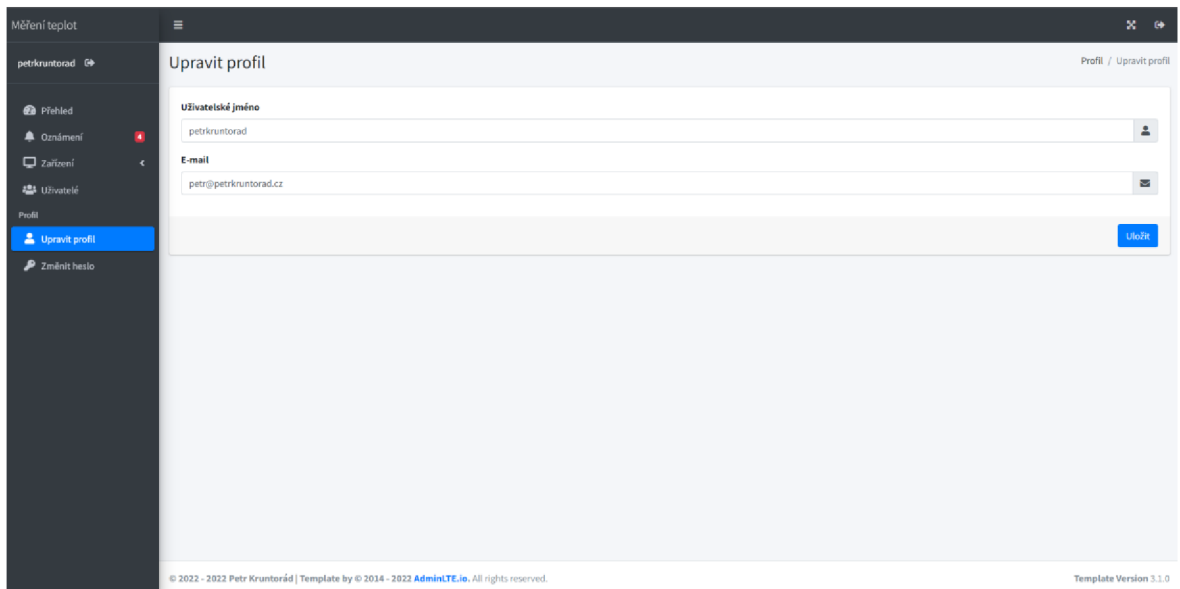 Měření teplot
petrkruntorad
Přehled
Oznámení 4
Zařízení
Uživatelé
Profil
Upravit profil
Změnit heslo
Upravit profil
Profil / Upravit profil
Uživatelské jméno
petrkruntorad
E-mail
petr@petrkruntorad.cz
Uložit
© 2022 - 2022 Petr Kruntorád | Template by © 2014 - 2022 AdminLTE.io. All rights reserved.
Template Version 3.1.0